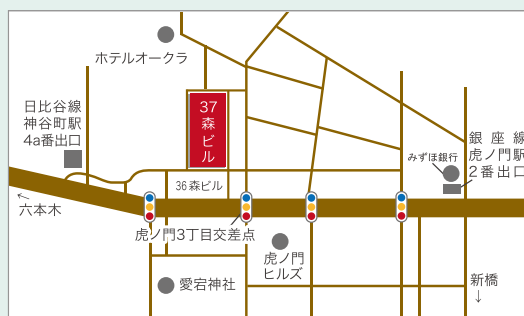 ホテルオークラ
37
森
ビ
ル
日比谷線
神谷町駅
4a番出口
36森ビル
みずほ銀行
銀座線
虎ノ門駅
2番出口
←
六本木
虎ノ門3丁目交差点
虎ノ門
ヒルズ
愛宕神社
新橋
↓